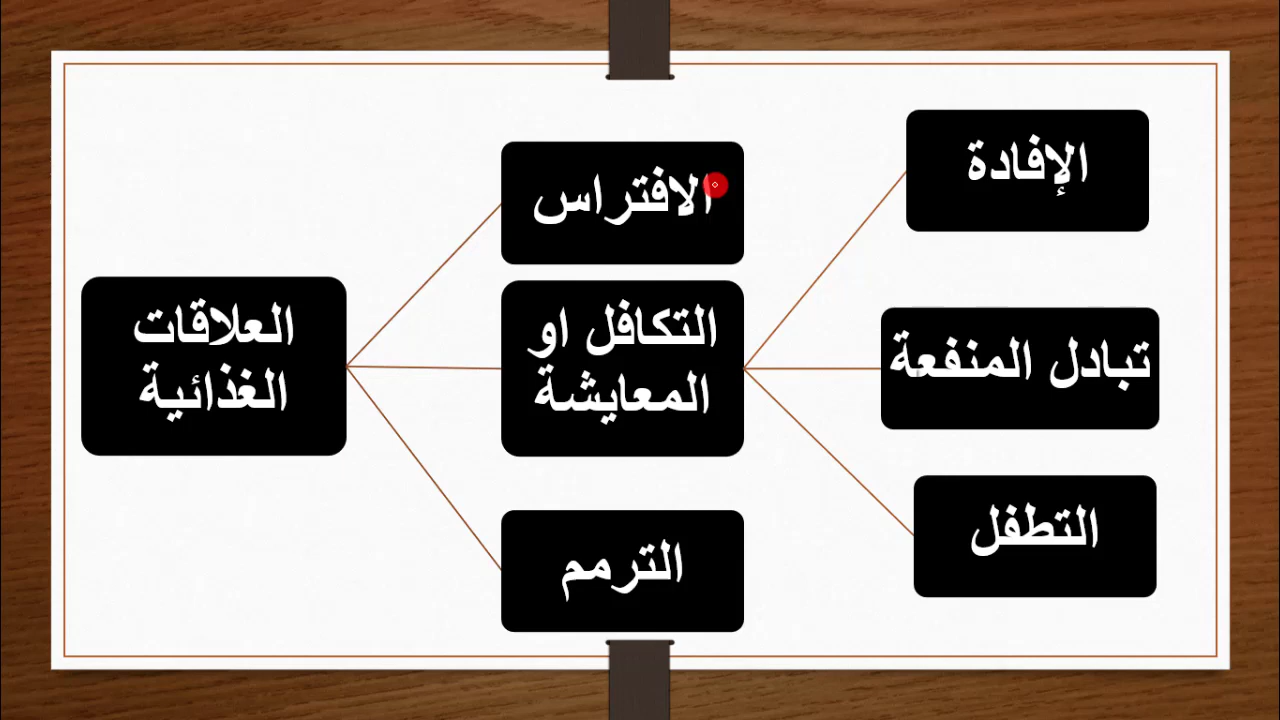 العلاقات
الغذائية
الافتراس
التكافل او
المعايشة
الترمم
الإفادة
تبادل المنفعة
التطفل